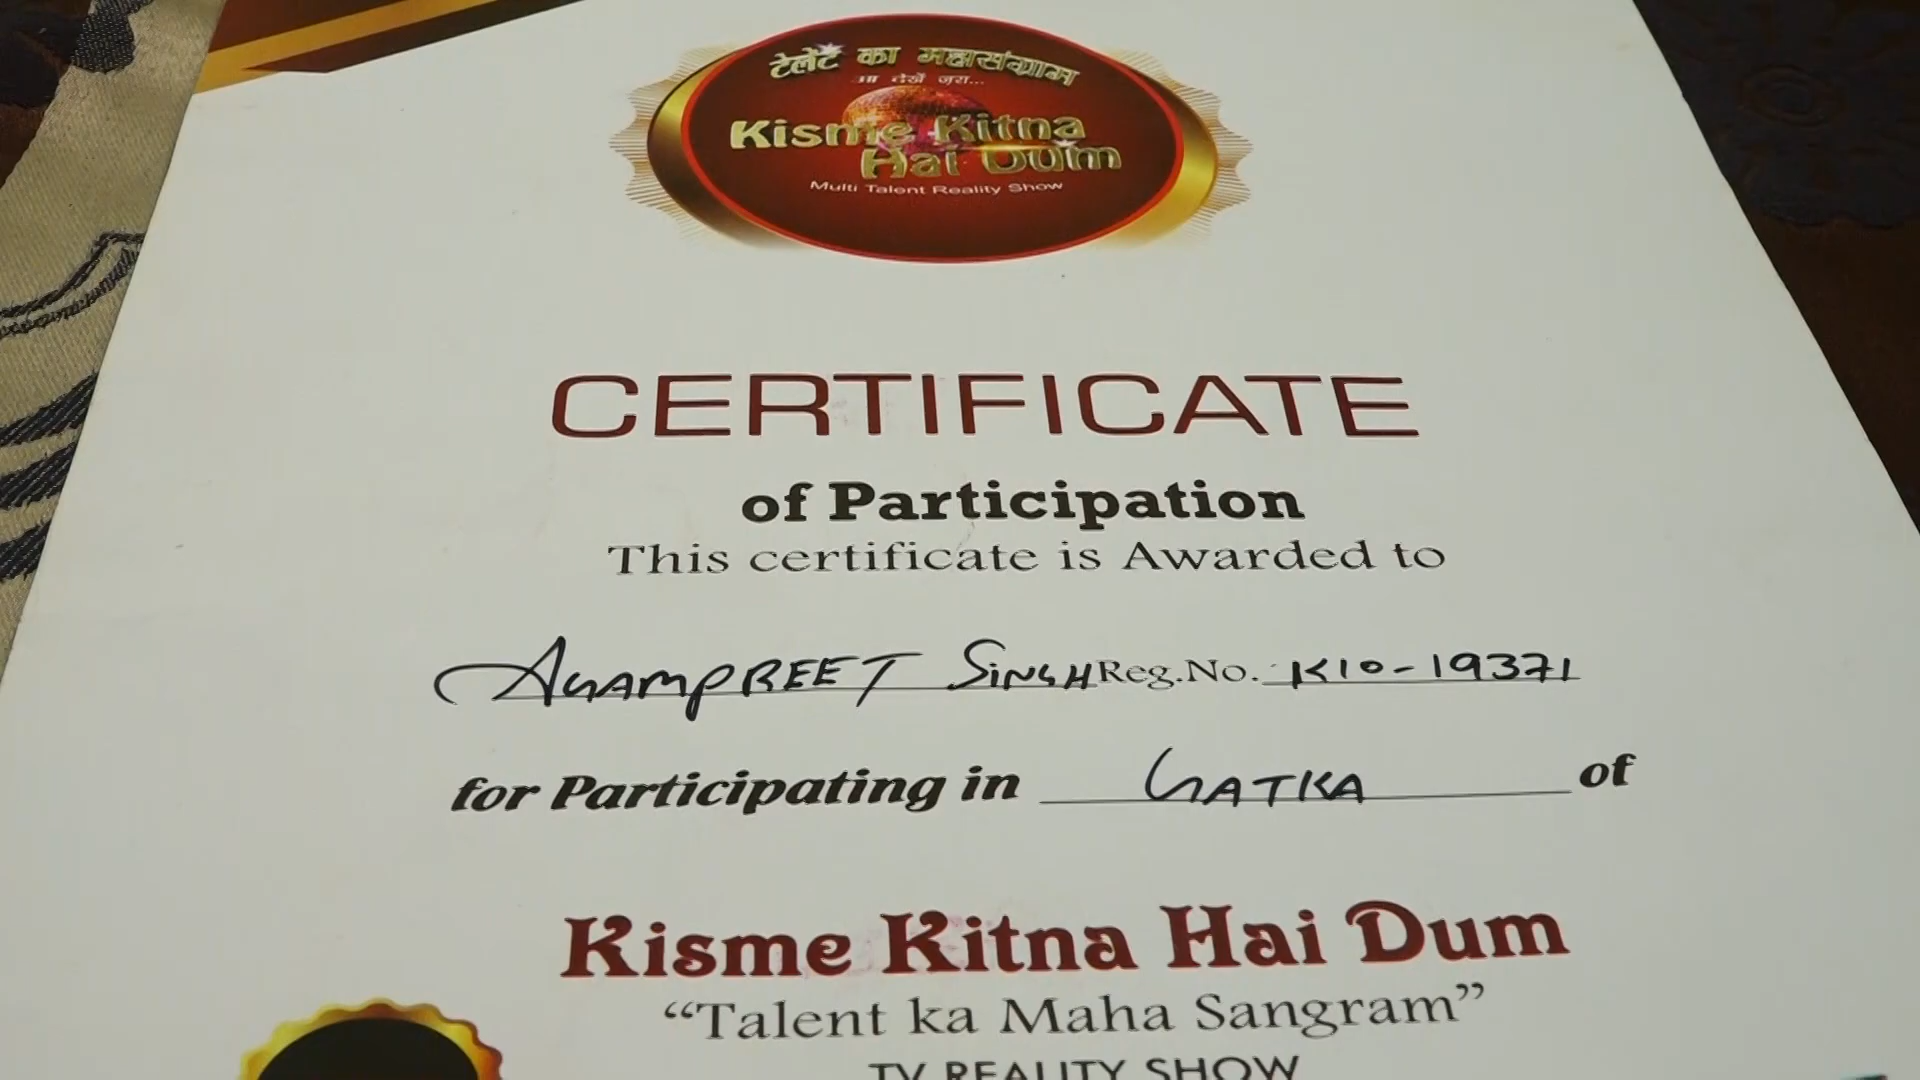 टेलेंट का महासंग्राम
आ देखें ज़रा...
Kisme Kitna
Hai Dum
Multi Talent Reality Show
CERTIFICATE
of Participation
This certificate is Awarded to
AGAMPREET SINGH Reg.No. K10-19371
for Participating in GATKA of
Kisme Kitna Hai Dum
“Talent ka Maha Sangram”
TV REALITY SHOW